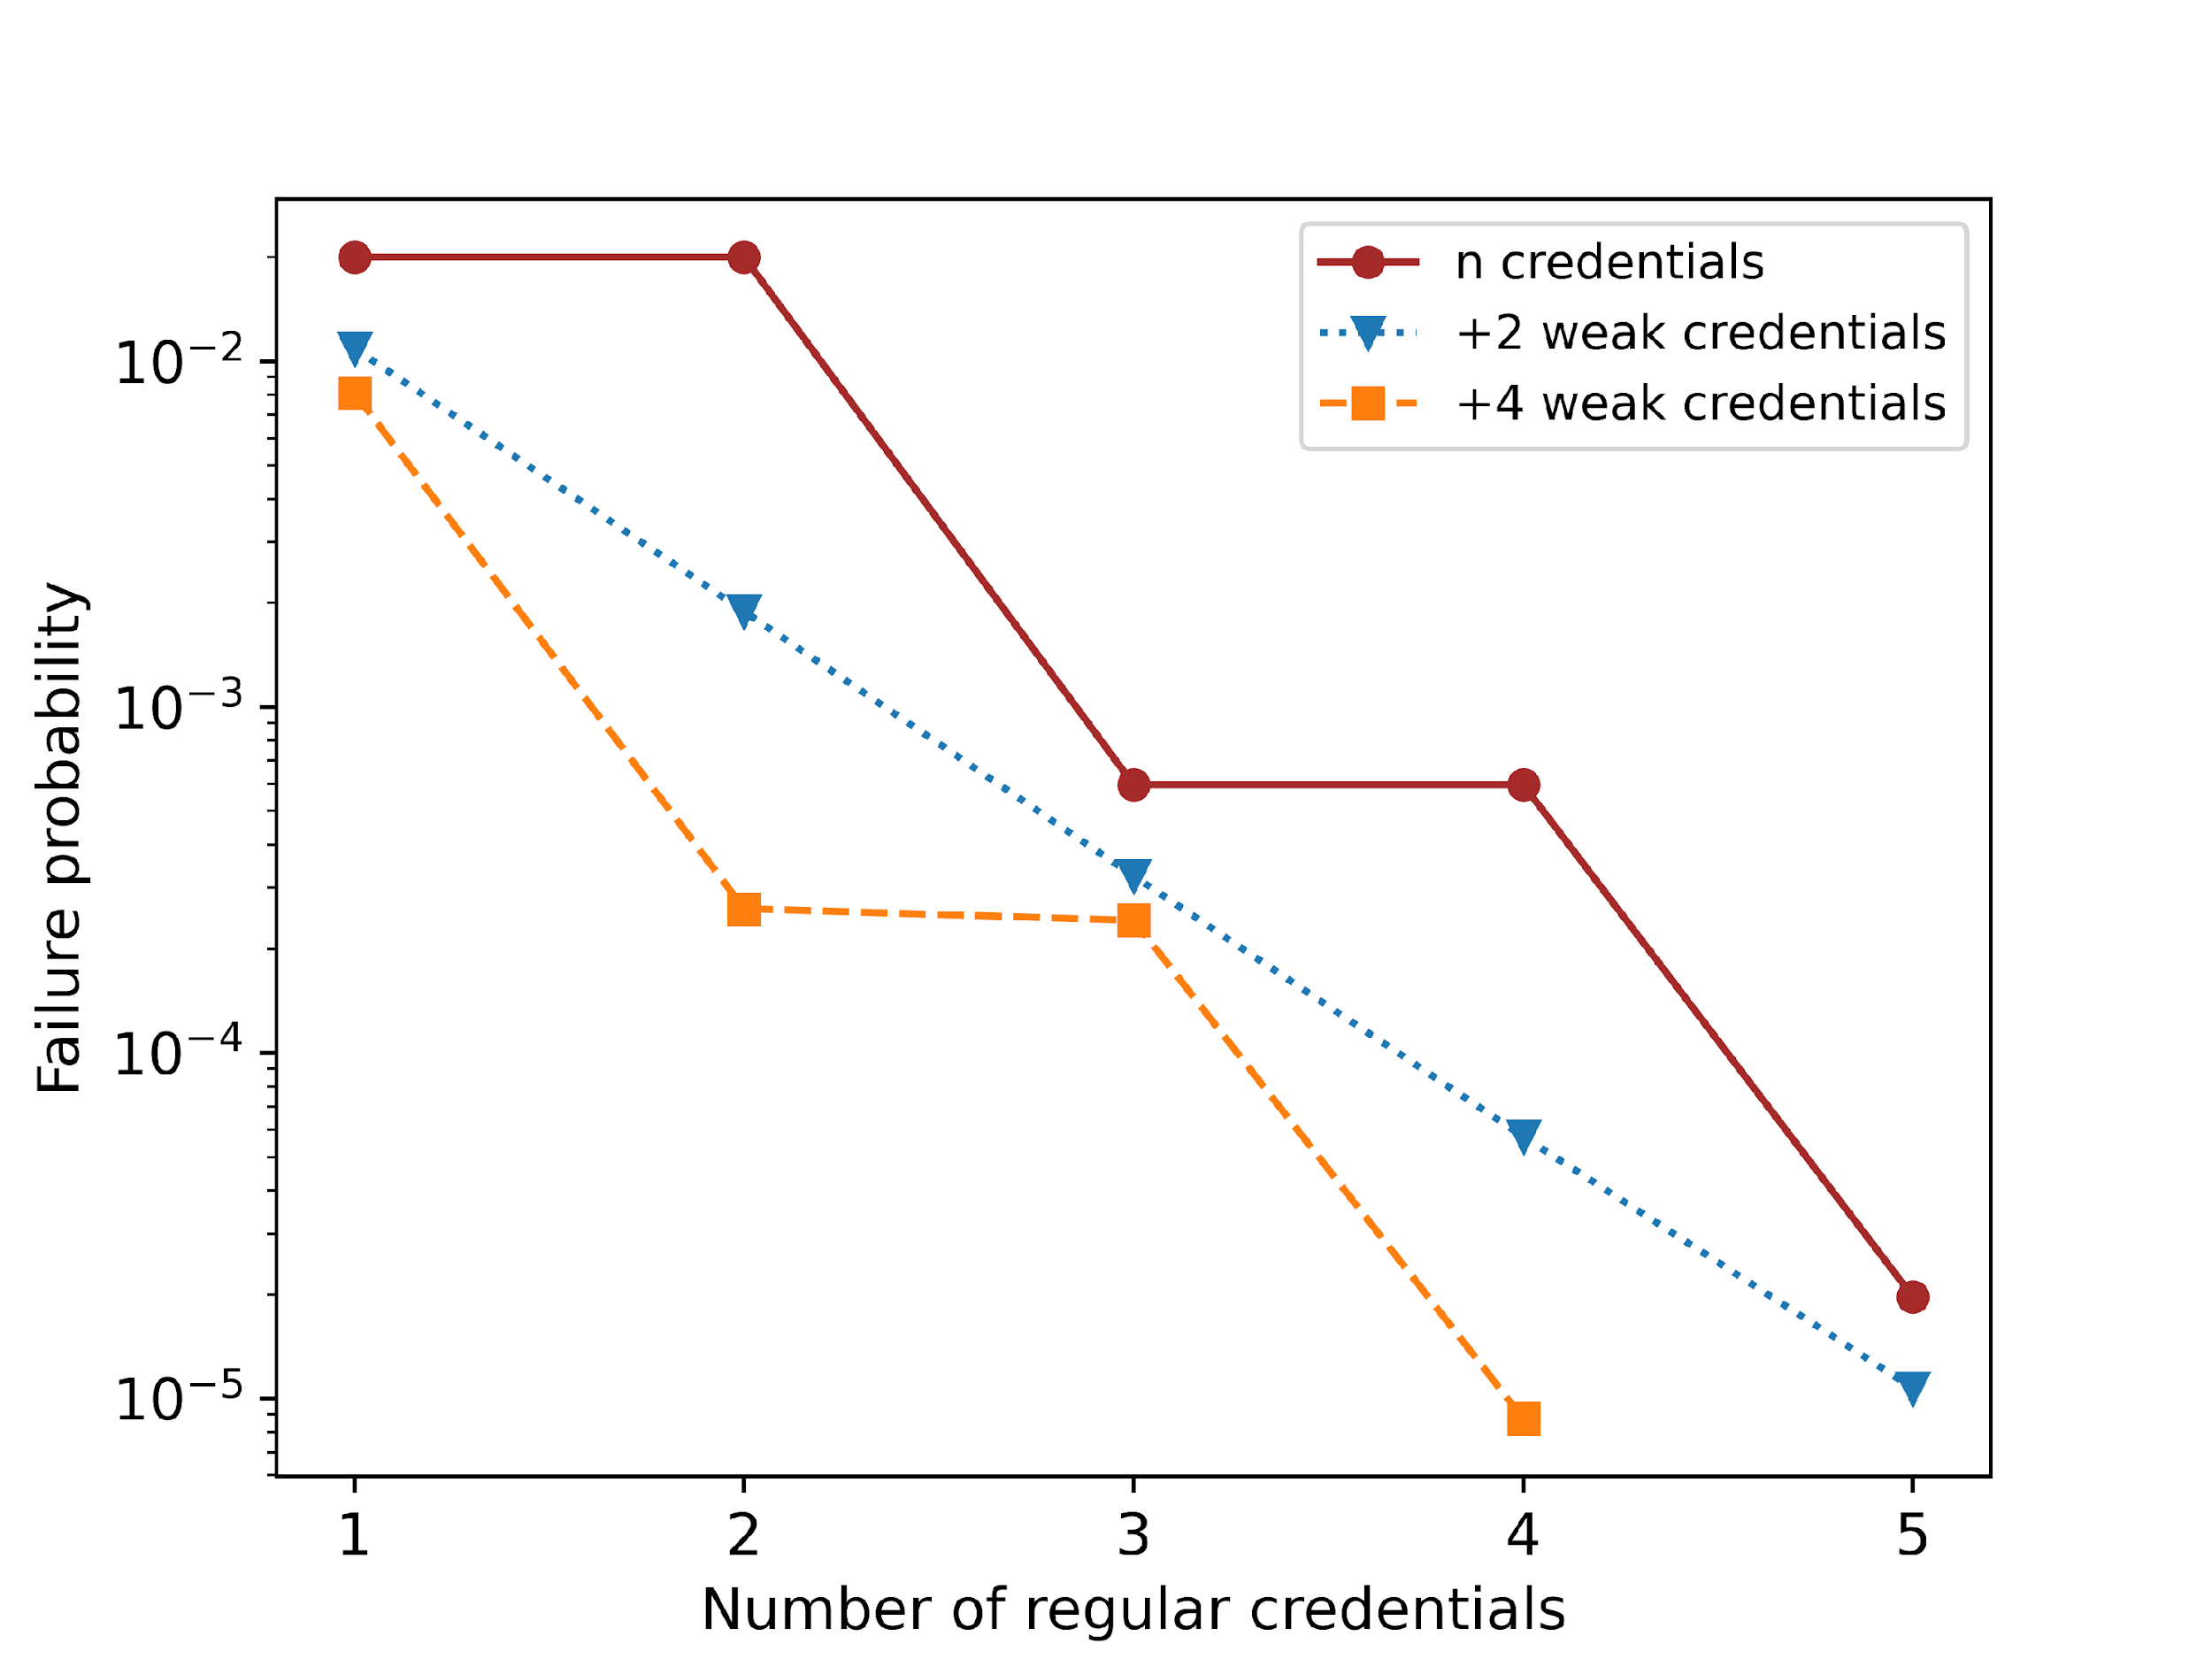 n credentials
+2 weak credentials
+4 weak credentials
Failure probability
10⁻²
10⁻³
10⁻⁴
10⁻⁵
1 2 3 4 5
Number of regular credentials